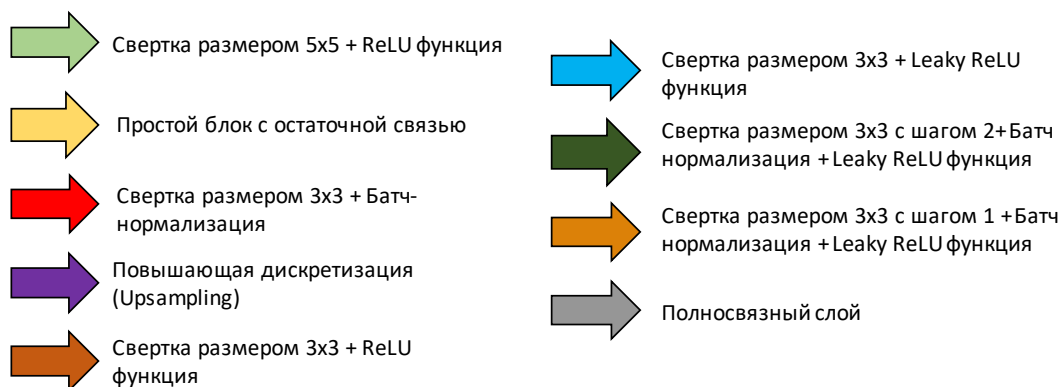 Свертка размером 5x5 + ReLU функция
Простой блок с остаточной связью
Свертка размером 3x3 + Батч-
нормализация
Повышающая дискретизация
(Upsampling)
Свертка размером 3x3 + ReLU
функция
Свертка размером 3x3 + Leaky ReLU
функция
Свертка размером 3x3 с шагом 2+Батч
нормализация + Leaky ReLU функция
Свертка размером 3x3 с шагом 1 +Батч
нормализация + Leaky ReLU функция
Полносвязный слой